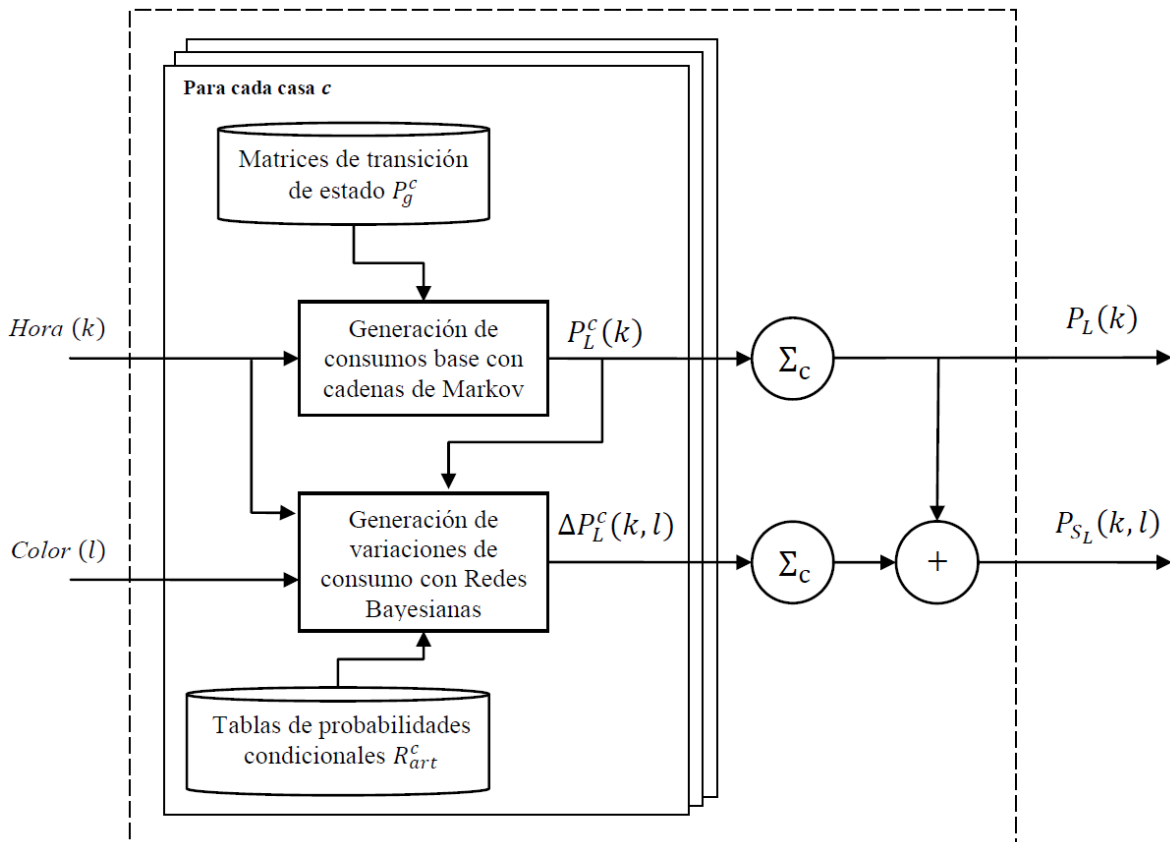 Para cada casa c
Matrices de transición
de estado P_g^c
Hora (k)
Generación de
consumos base con
cadenas de Markov
P_L^c(k)
Σ_c
P_L(k)
Color (l)
Generación de
variaciones de
consumo con Redes
Bayesianas
ΔP_L^c(k, l)
Σ_c
+
P_{S_L}(k, l)
Tablas de probabilidades
condicionales R_{art}^c